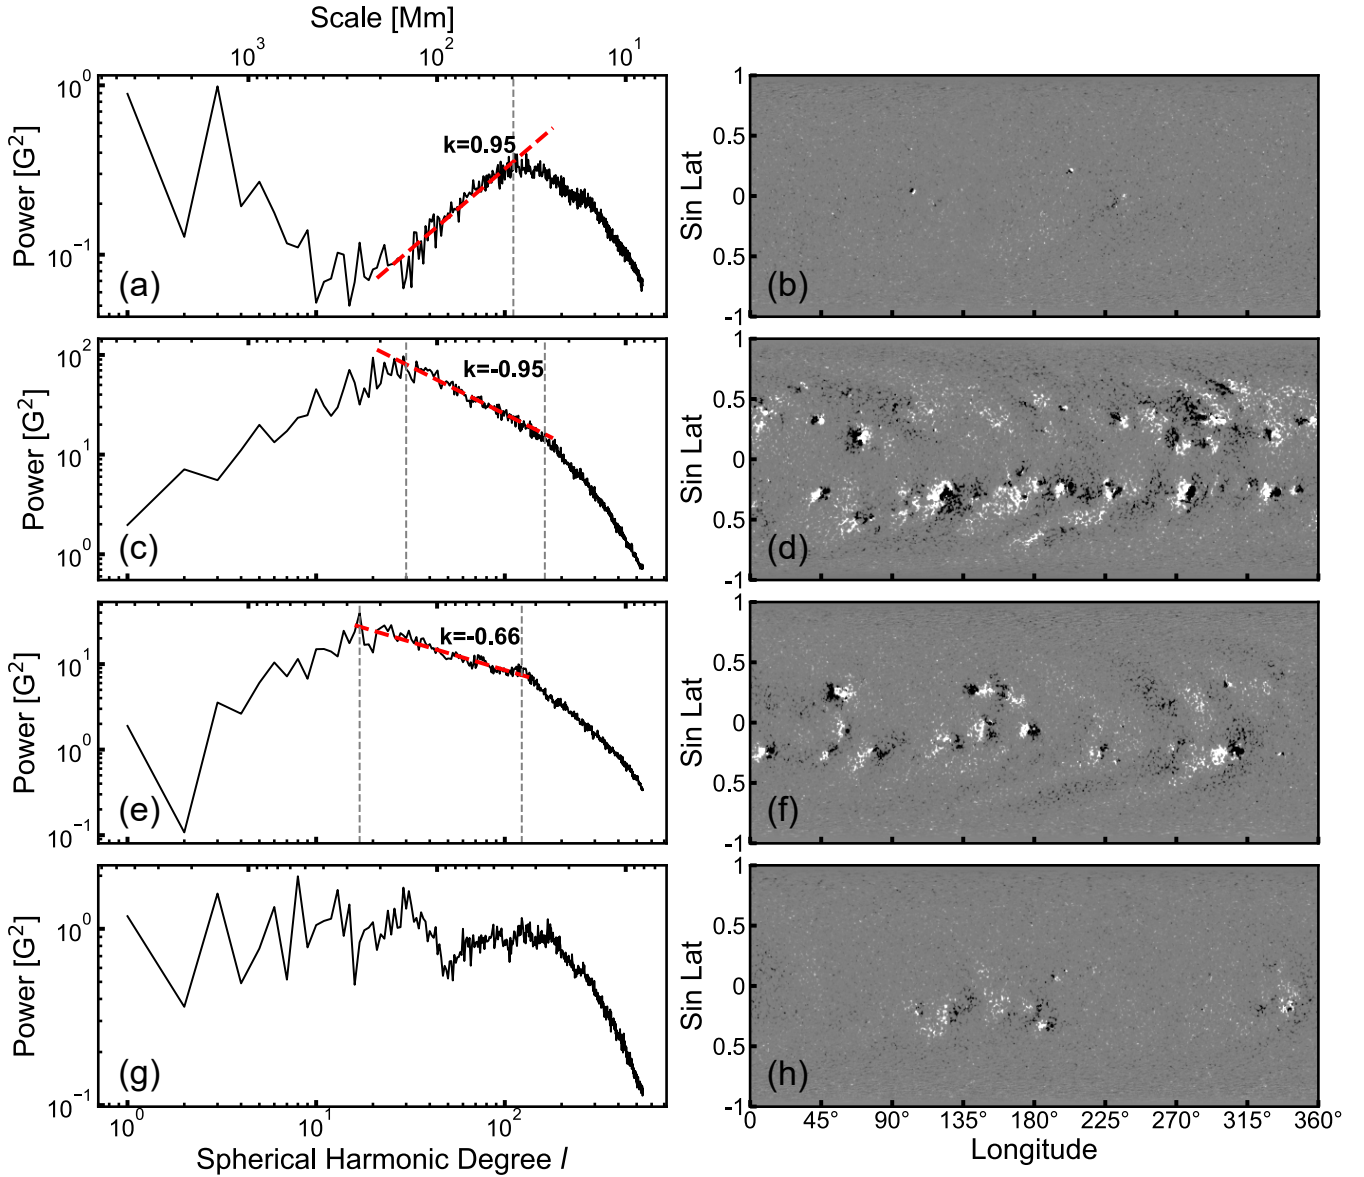 Scale [Mm]
10³ 10² 10¹
10⁰
10⁻¹
Power [G²]
k=0.95
(a)
1
0.5
0
0.5
-1
Sin Lat
(b)
10²
10¹
10⁰
Power [G²]
k=-0.95
(c)
1
0.5
0
0.5
-1
Sin Lat
(d)
10¹
10⁰
10⁻¹
Power [G²]
k=-0.66
(e)
1
0.5
0
0.5
-1
Sin Lat
(f)
10⁰
10⁻¹
Power [G²]
(g)
10⁰ 10¹ 10²
Spherical Harmonic Degree l
1
0.5
0
0.5
-1
Sin Lat
(h)
0 45° 90° 135° 180° 225° 270° 315° 360°
Longitude